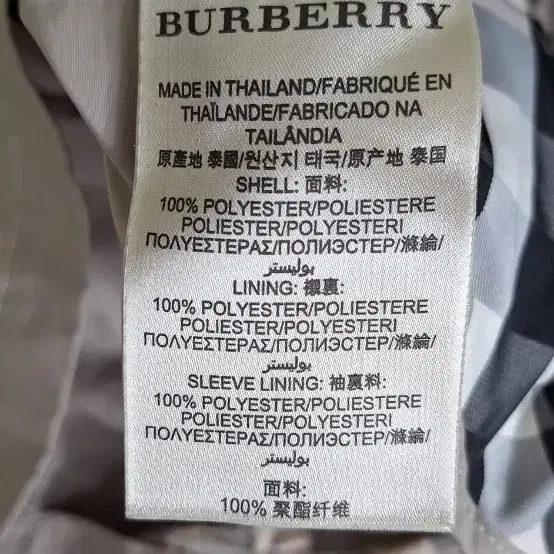 BURBERRY
MADE IN THAILAND/FABRIQUÉ EN
THAÏLANDE/FABRICADO NA
TAILÂNDIA
原產地 泰國/원산지 태국/原产地 泰国
SHELL: 面料:
100% POLYESTER/POLIESTERE
POLIESTER/POLYESTERI
ΠΟΛΥΕΣΤΕΡΑΣ/ПОЛИЭСТЕР/滌綸/
بوليستر
LINING: 襯裏:
100% POLYESTER/POLIESTERE
POLIESTER/POLYESTERI
ΠΟΛΥΕΣΤΕΡΑΣ/ПОЛИЭСТЕР/滌綸/
بوليستر
SLEEVE LINING: 袖裏料:
100% POLYESTER/POLIESTERE
POLIESTER/POLYESTERI
ΠΟΛΥΕΣΤΕΡΑΣ/ПОЛИЭСТЕР/滌綸/
بوليستر
面料:
100% 聚酯纤维